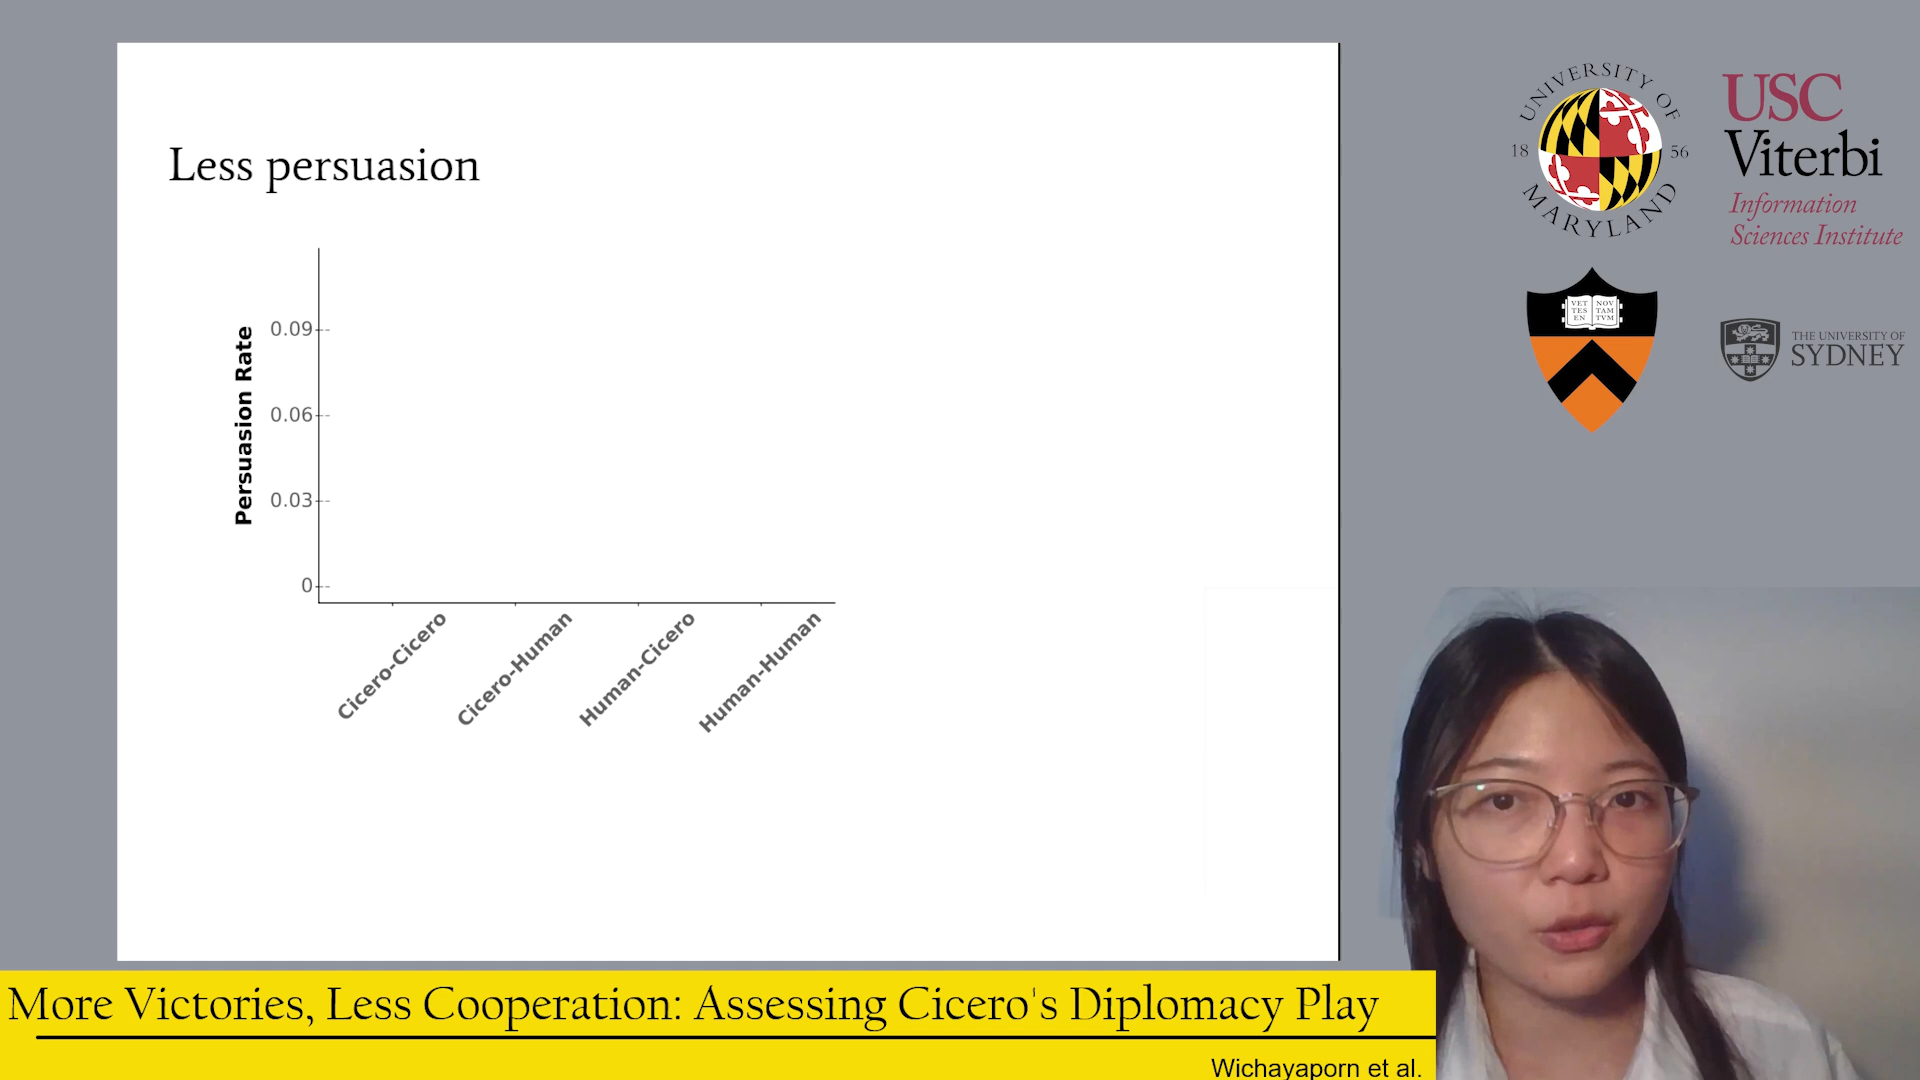 Less persuasion
Persuasion Rate
0.09
0.06
0.03
0
Cicero-Cicero
Cicero-Human
Human-Cicero
Human-Human
UNIVERSITY OF
18 56
MARYLAND
USC
Viterbi
Information
Sciences Institute
VET NOV
TES TAM
EN TVM
THE UNIVERSITY OF
SYDNEY
More Victories, Less Cooperation: Assessing Cicero's Diplomacy Play
Wichayaporn et al.